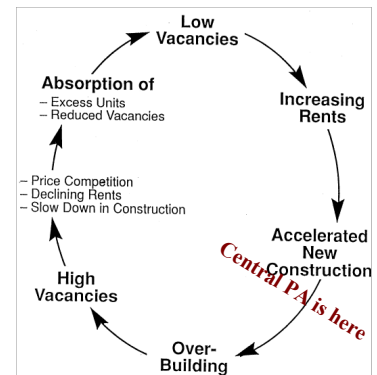 Low
Vacancies
Increasing
Rents
Accelerated
New
Construction
Central PA is here
Over-
Building
High
Vacancies
– Price Competition
– Declining Rents
– Slow Down in Construction
Absorption of
– Excess Units
– Reduced Vacancies